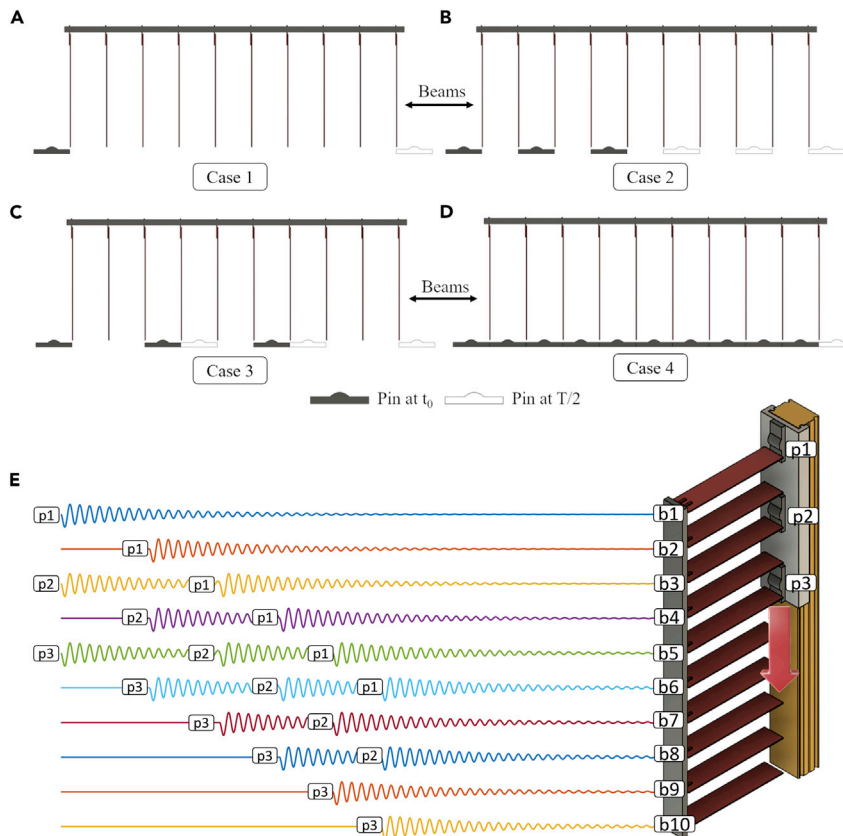 A
B
Beams
Case 1
Case 2
C
D
Beams
Case 3
Case 4
Pin at t₀
Pin at T/2
E
p1
p2
p3
p1 b1
p1 b2
p2 p1 b3
p2 p1 b4
p3 p2 p1 b5
p3 p2 p1 b6
p3 p2 b7
p3 p2 b8
p3 b9
p3 b10